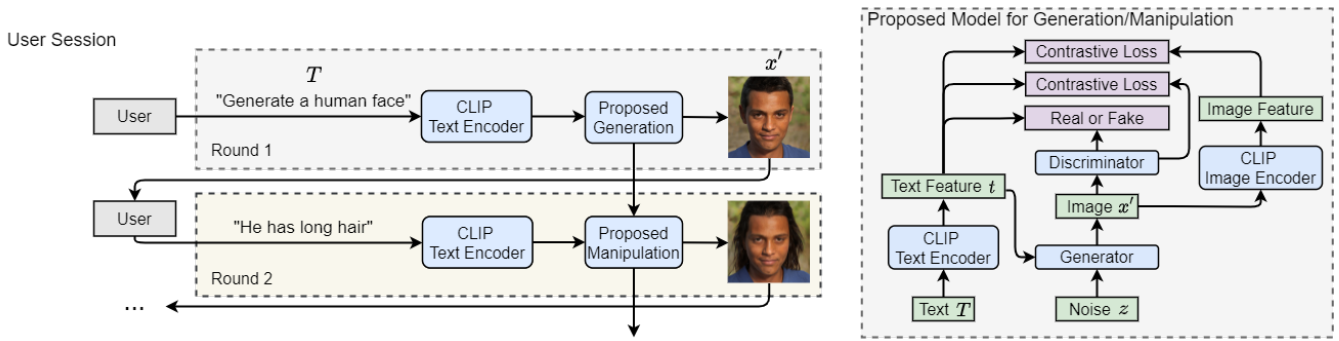 User Session
T
x′
User
"Generate a human face"
CLIP
Text Encoder
Proposed
Generation
Round 1
User
"He has long hair"
CLIP
Text Encoder
Proposed
Manipulation
Round 2
...
Proposed Model for Generation/Manipulation
Contrastive Loss
Contrastive Loss
Image Feature
Real or Fake
Discriminator
CLIP
Image Encoder
Text Feature t
Image x′
CLIP
Text Encoder
Generator
Text T
Noise z